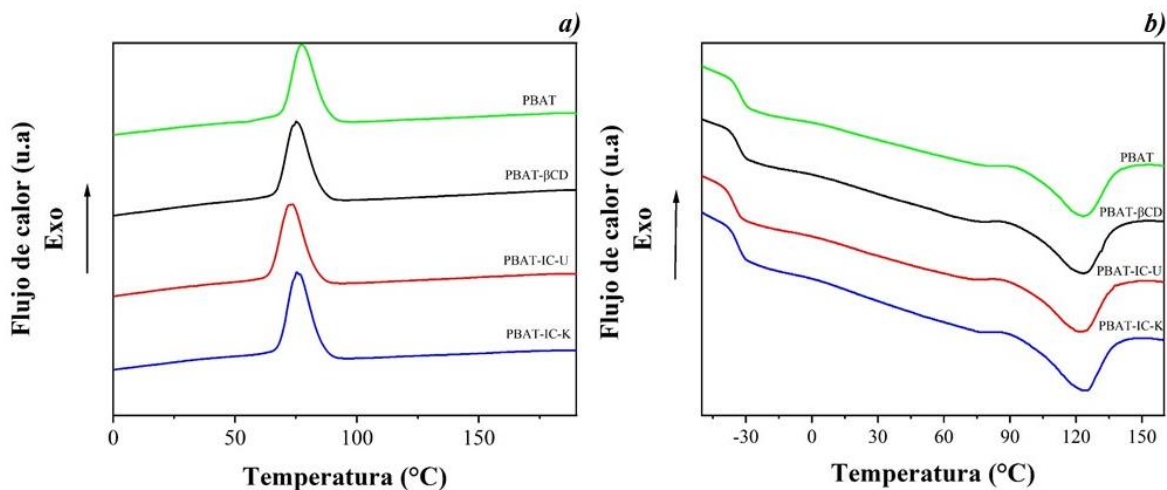 a)
Flujo de calor (u.a)
Exo
PBAT
PBAT-βCD
PBAT-IC-U
PBAT-IC-K
0
50
100
150
Temperatura (°C)
b)
Flujo de calor (u.a)
Exo
PBAT
PBAT-βCD
PBAT-IC-U
PBAT-IC-K
-30
0
30
60
90
120
150
Temperatura (°C)